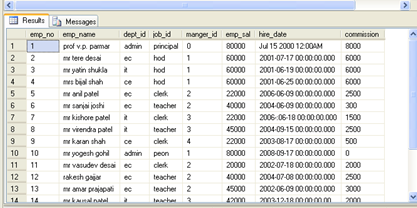 Results Messages
emp_no emp_name dept_id job_id manger_id emp_sal hire_date commission
1 1 prof v.p. parmar admin principal 0 80000 Jul 15 2000 12:00AM 8000
2 2 mr tere desai ec hod 1 60000 2001-07-17 00:00:00.000 60000
3 3 mr yatin shukla it hod 1 60000 2001-06-19 00:00:00.000 60000
4 4 mrs bijal shah ce hod 1 60000 2001-06-25 00:00:00.000 60000
5 5 mr anil patel ec clerk 2 22000 2006-06-09 00:00:00.000 2500
6 6 mr sanjai joshi ec teacher 2 40000 2004-06-09 00:00:00.000 300
7 7 mr kishore patel it clerk 3 22000 2006-:06-18 00:00:00.000 1500
8 8 mr virendra patel it teacher 3 45000 2004-09-15 00:00:00.000 2500
9 9 mr karan shah ce clerk 4 22000 2003-08-17 00:00:00.000 500
10 10 mr yogesh gohil admin peon 1 80000 2008-09-17 00:00:00.000 0
11 11 mr vasudev desai ec clerk 2 20000 2002-07-18 00:00:00.000 2000
12 12 rakesh gajjar ec teacher 2 40000 2004-07-08 00:00:00.000 2500
13 13 mr amar prajapati ec teacher 2 45000 2002-06-09 00:00:00.000 3000
14 14 mr kausal patel it teacher 3 42000 2003-12-18 00:00:00.000 2000